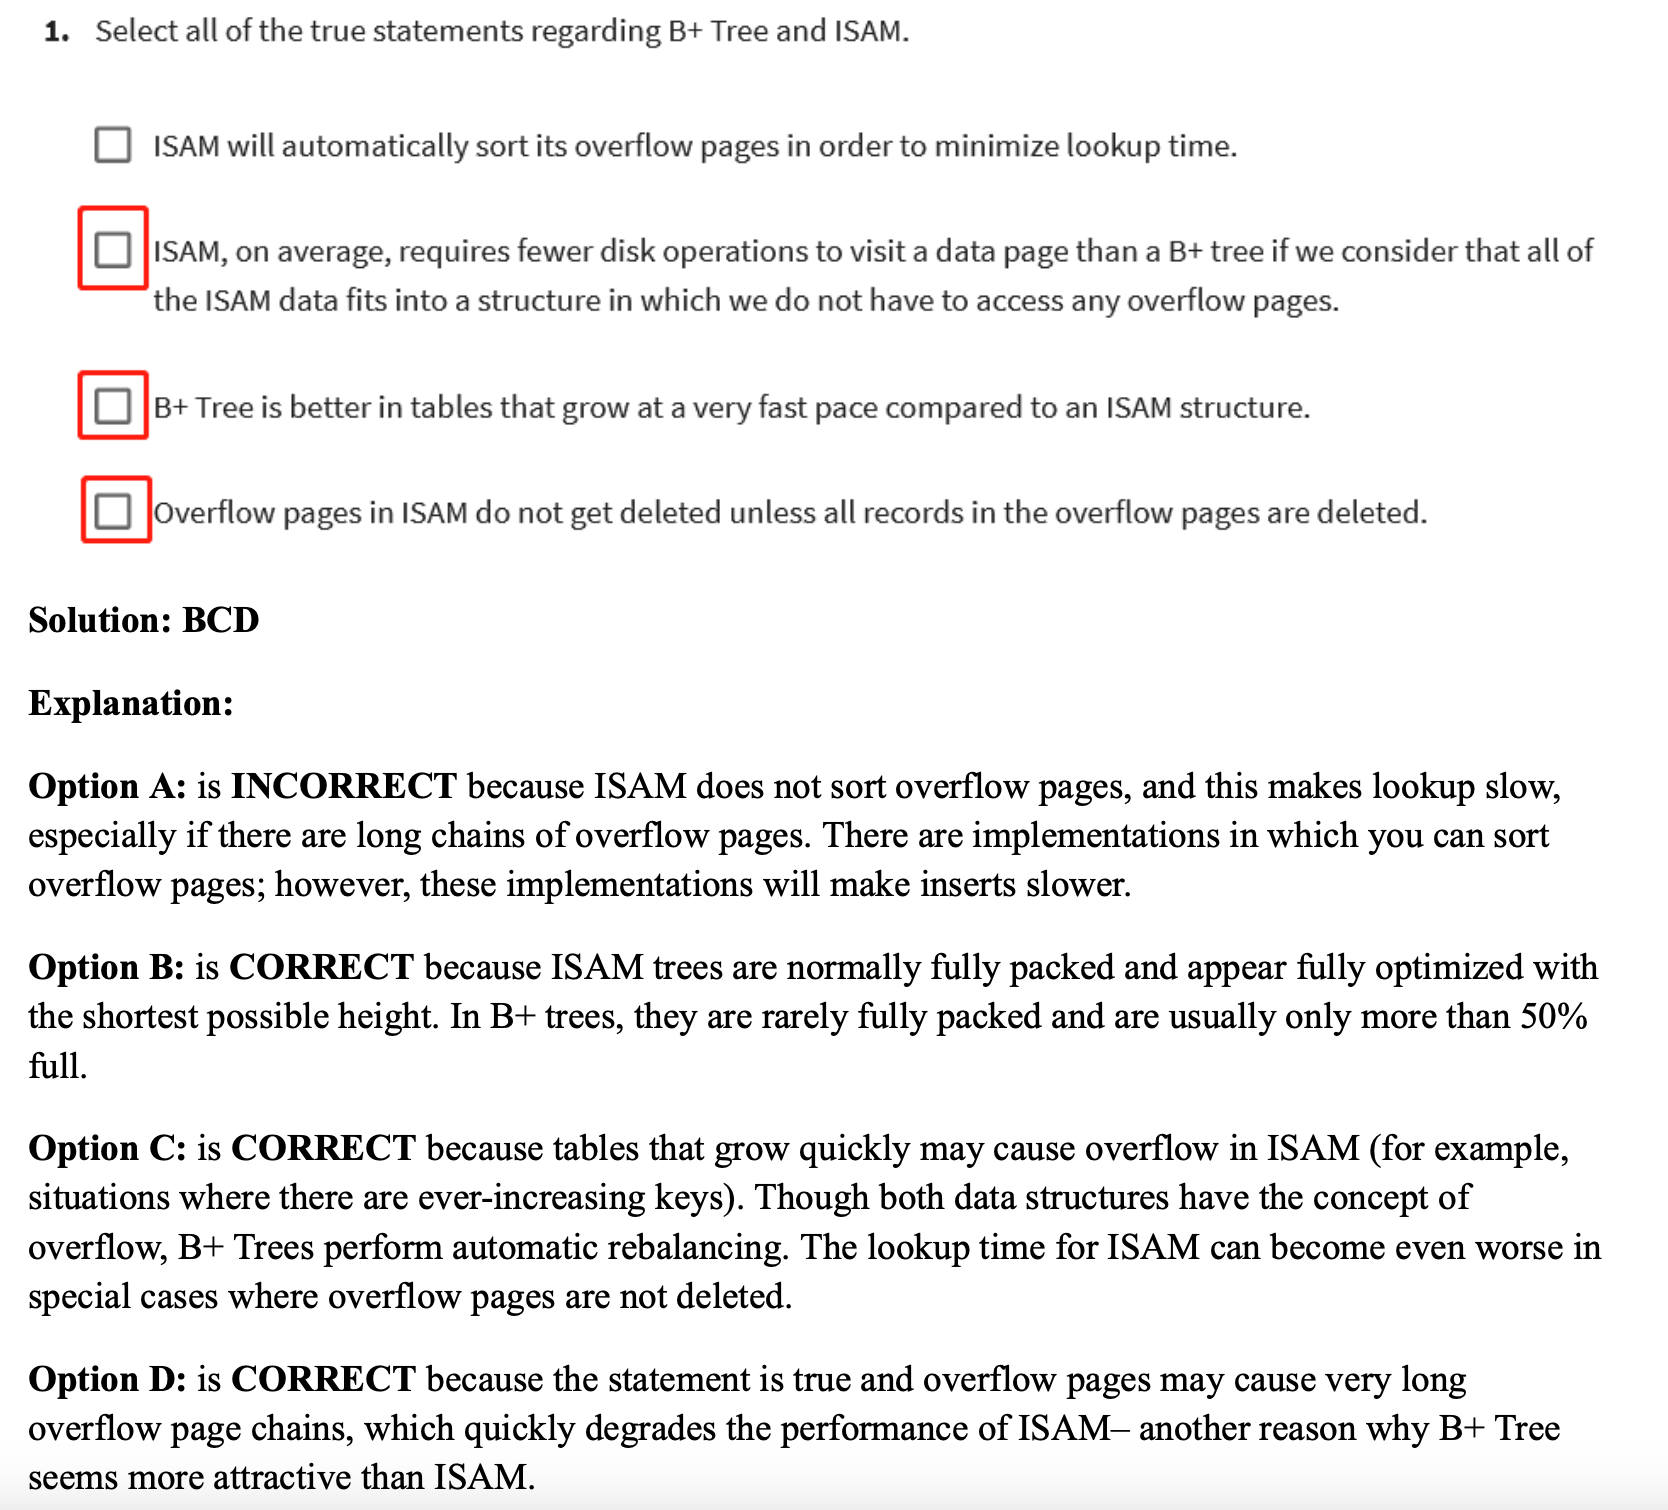 1. Select all of the true statements regarding B+ Tree and ISAM.
ISAM will automatically sort its overflow pages in order to minimize lookup time.
ISAM, on average, requires fewer disk operations to visit a data page than a B+ tree if we consider that all of
the ISAM data fits into a structure in which we do not have to access any overflow pages.
B+ Tree is better in tables that grow at a very fast pace compared to an ISAM structure.
Overflow pages in ISAM do not get deleted unless all records in the overflow pages are deleted.
Solution: BCD
Explanation:
Option A: is INCORRECT because ISAM does not sort overflow pages, and this makes lookup slow,
especially if there are long chains of overflow pages. There are implementations in which you can sort
overflow pages; however, these implementations will make inserts slower.
Option B: is CORRECT because ISAM trees are normally fully packed and appear fully optimized with
the shortest possible height. In B+ trees, they are rarely fully packed and are usually only more than 50%
full.
Option C: is CORRECT because tables that grow quickly may cause overflow in ISAM (for example,
situations where there are ever-increasing keys). Though both data structures have the concept of
overflow, B+ Trees perform automatic rebalancing. The lookup time for ISAM can become even worse in
special cases where overflow pages are not deleted.
Option D: is CORRECT because the statement is true and overflow pages may cause very long
overflow page chains, which quickly degrades the performance of ISAM– another reason why B+ Tree
seems more attractive than ISAM.